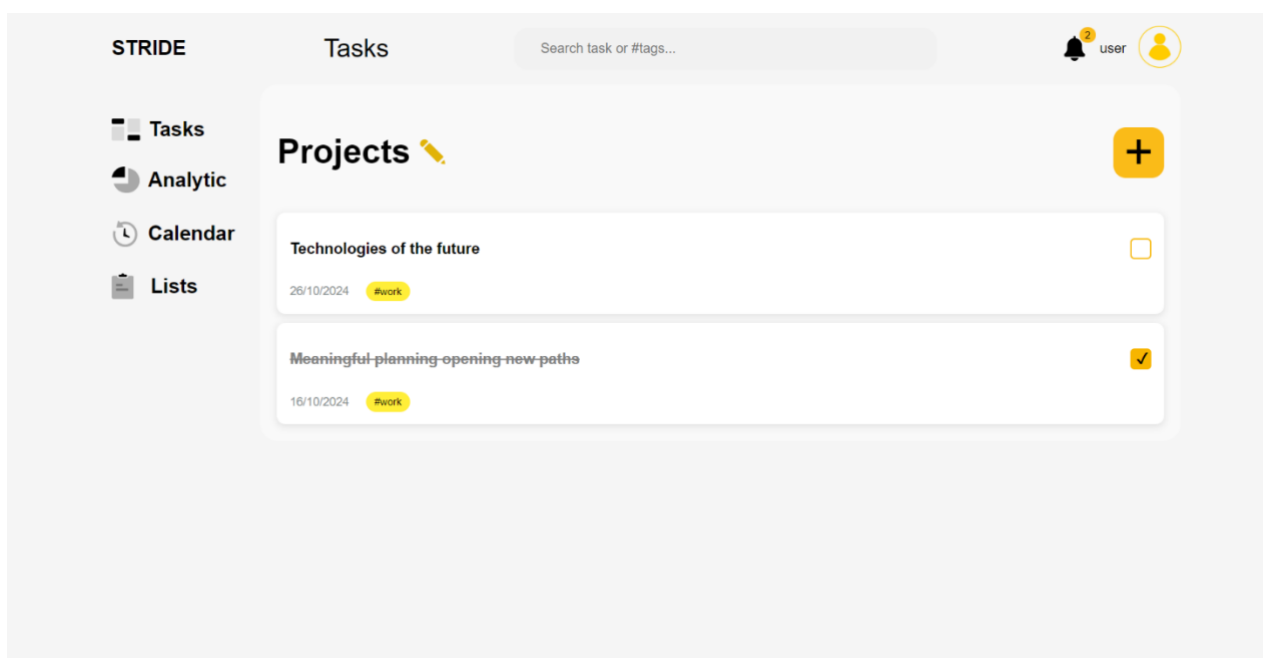 STRIDE
Tasks
Search task or #tags...
2
user
Tasks
Analytic
Calendar
Lists
Projects
Technologies of the future
26/10/2024 #work
Meaningful planning opening new paths
16/10/2024 #work